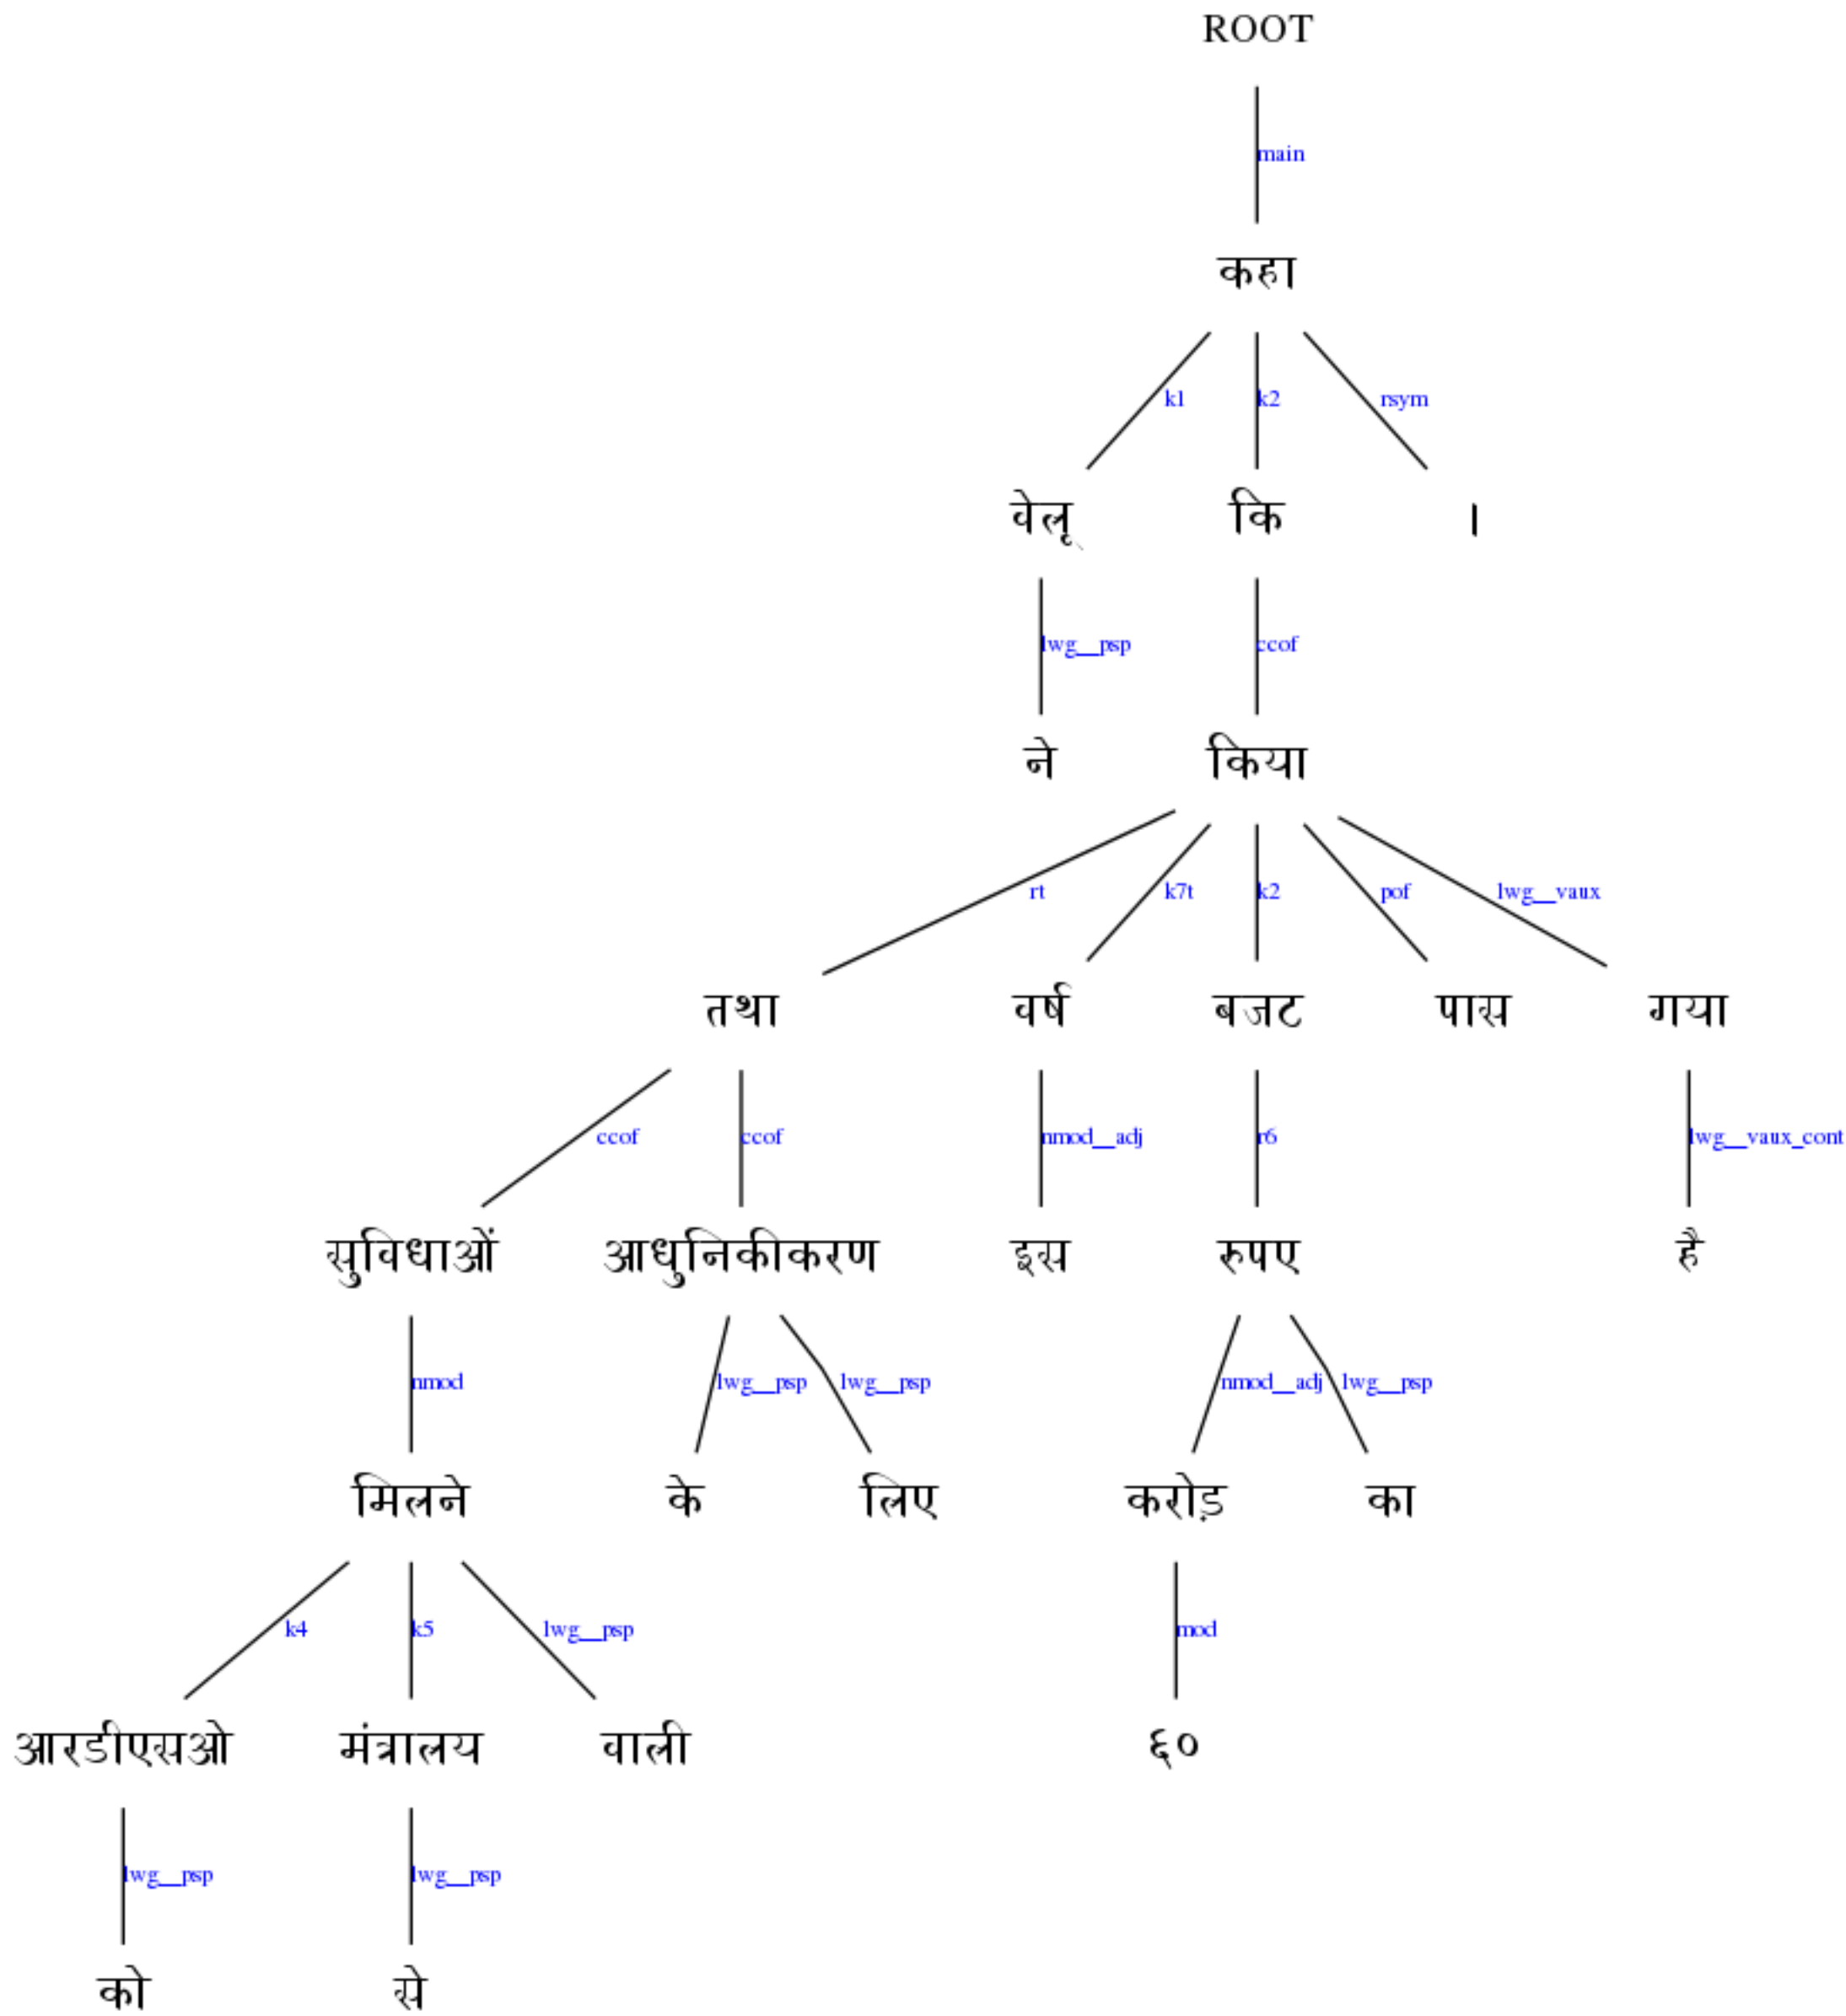 ROOT
main
कहा
k1 k2 rsym
वेलू कि ।
lwg__psp ccof
ने किया
rt k7t k2 pof lwg__vaux
तथा वर्ष बजट पास गया
ccof ccof nmod__adj r6 lwg__vaux_cont
सुविधाओं आधुनिकीकरण इस रुपए है
nmod lwg__psp lwg__psp nmod__adj lwg__psp
मिलने के लिए करोड़ का
k4 k5 lwg__psp mod
आरडीएसओ मंत्रालय वाली ६०
lwg__psp lwg__psp
को से